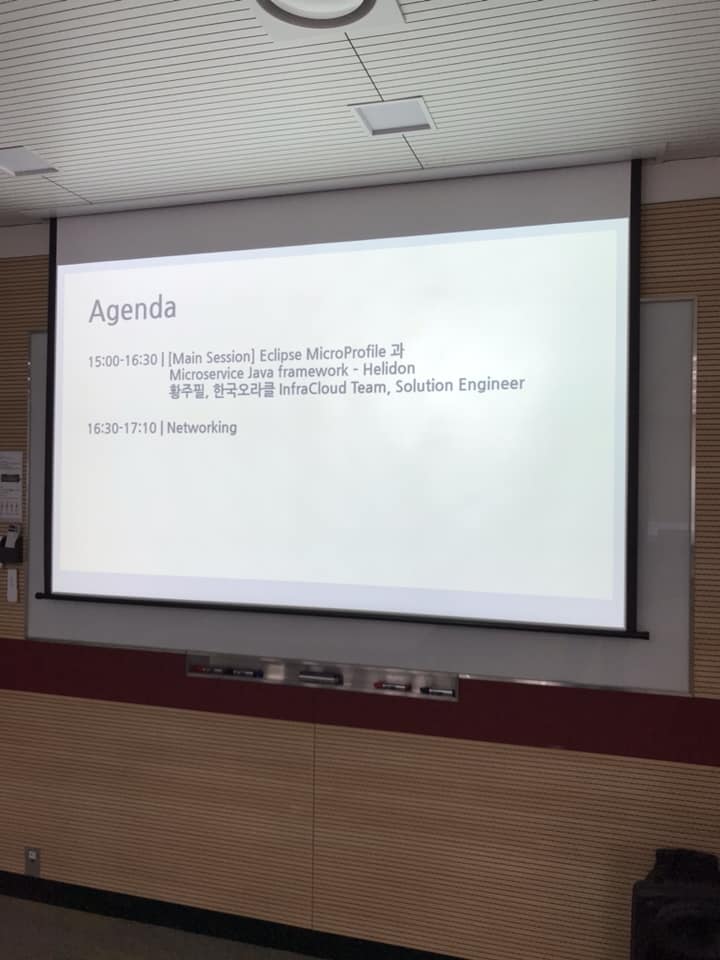 Agenda
15:00-16:30 | [Main Session] Eclipse MicroProfile 과
Microservice Java framework - Helidon
황주필, 한국오라클 InfraCloud Team, Solution Engineer
16:30-17:10 | Networking